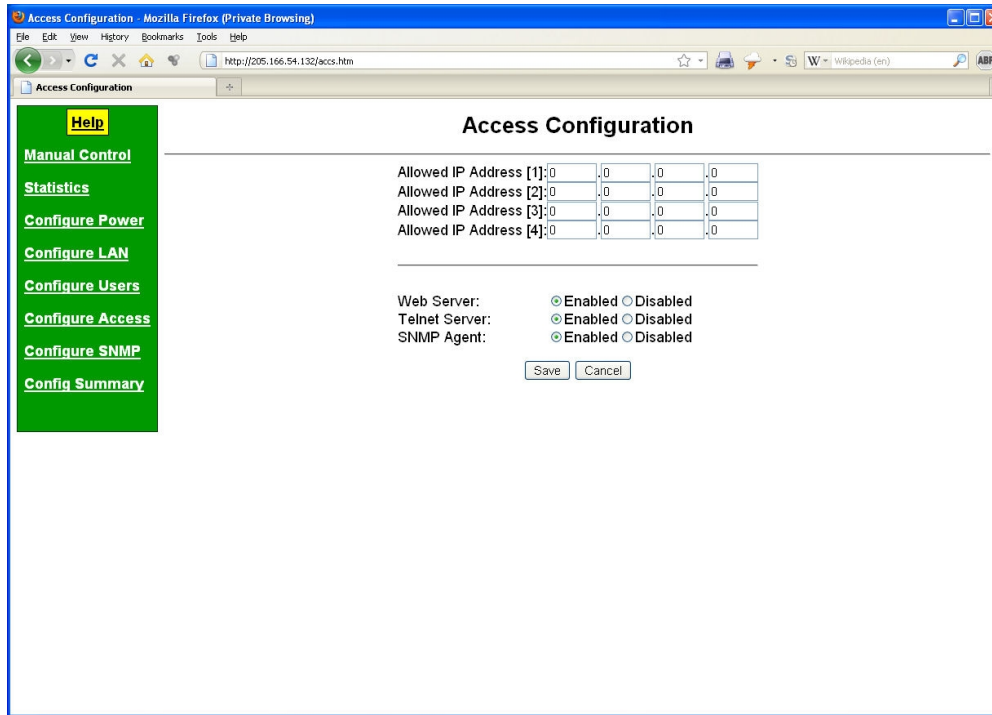 Access Configuration - Mozilla Firefox (Private Browsing)
File Edit View History Bookmarks Tools Help
http://205.166.54.132/accs.htm
W Wikipedia (en)
ABP
Access Configuration
Help
Manual Control
Statistics
Configure Power
Configure LAN
Configure Users
Configure Access
Configure SNMP
Config Summary
Access Configuration
Allowed IP Address [1]: 0 . 0 . 0 . 0
Allowed IP Address [2]: 0 . 0 . 0 . 0
Allowed IP Address [3]: 0 . 0 . 0 . 0
Allowed IP Address [4]: 0 . 0 . 0 . 0
Web Server: Enabled Disabled
Telnet Server: Enabled Disabled
SNMP Agent: Enabled Disabled
Save Cancel